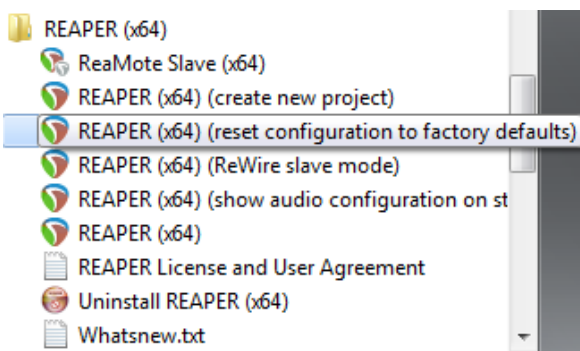 REAPER (x64)
ReaMote Slave (x64)
REAPER (x64) (create new project)
REAPER (x64) (reset configuration to factory defaults)
REAPER (x64) (ReWire slave mode)
REAPER (x64) (show audio configuration on st
REAPER (x64)
REAPER License and User Agreement
Uninstall REAPER (x64)
Whatsnew.txt